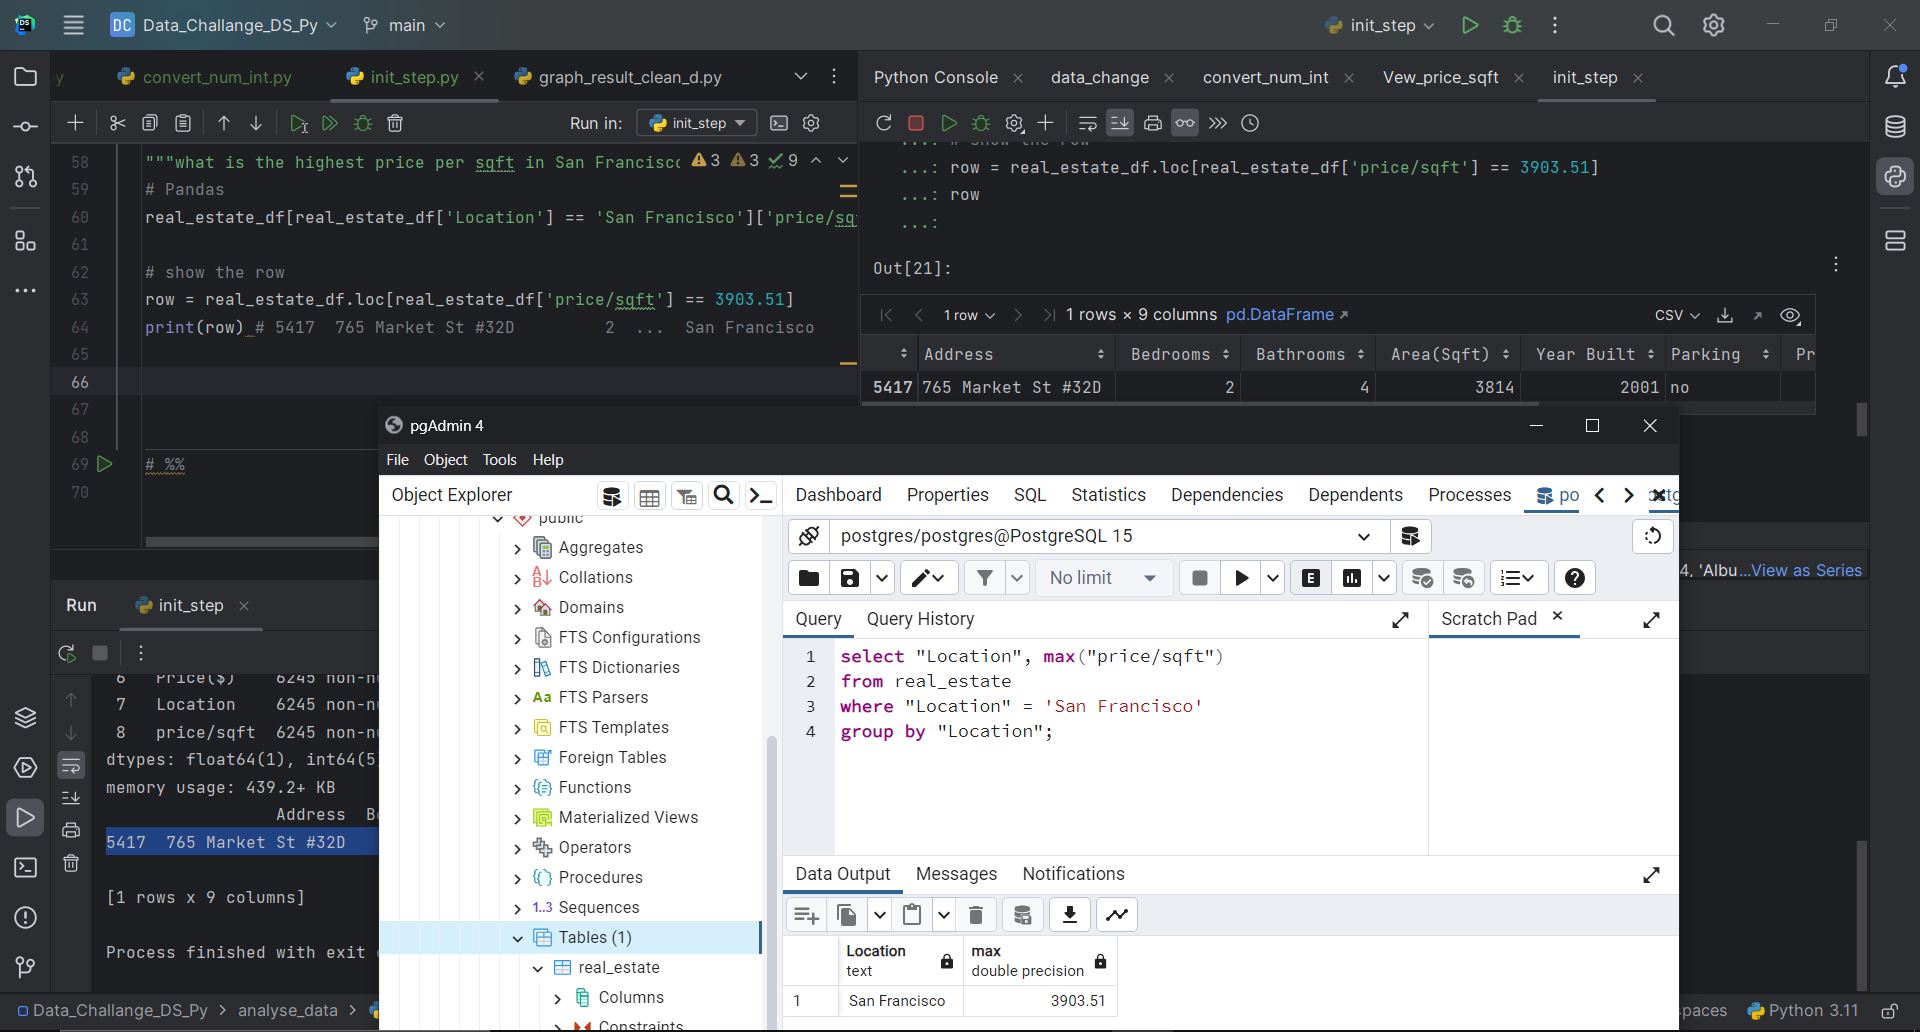 DS
DC Data_Challange_DS_Py
main
init_step
y
convert_num_int.py
init_step.py
graph_result_clean_d.py
Python Console
data_change
convert_num_int
Vew_price_sqft
init_step
Run in:
init_step
58 """what is the highest price per sqft in San Francisc
3
3
9
59 # Pandas
60 real_estate_df[real_estate_df['Location'] == 'San Francisco']['price/sq
61
62 # show the row
63 row = real_estate_df.loc[real_estate_df['price/sqft'] == 3903.51]
64 print(row) # 5417 765 Market St #32D 2 ... San Francisco
65
66
67
68
69 # %%
70
...: # show the row
...: row = real_estate_df.loc[real_estate_df['price/sqft'] == 3903.51]
...: row
...:
Out[21]:
1 row
1 rows × 9 columns pd.DataFrame
CSV
Address Bedrooms Bathrooms Area(Sqft) Year Built Parking Pr
5417 765 Market St #32D 2 4 3814 2001 no
4, 'Albu...View as Series
Run
init_step
6 Price($) 6245 non-n
7 Location 6245 non-n
8 price/sqft 6245 non-n
dtypes: float64(1), int64(5
memory usage: 439.2+ KB
Address B
5417 765 Market St #32D
[1 rows x 9 columns]
Process finished with exit
pgAdmin 4
File Object Tools Help
Object Explorer
public
Aggregates
Collations
Domains
FTS Configurations
FTS Dictionaries
Aa FTS Parsers
FTS Templates
Foreign Tables
Functions
Materialized Views
Operators
Procedures
1..3 Sequences
Tables (1)
real_estate
Columns
Constraints
Dashboard Properties SQL Statistics Dependencies Dependents Processes po
postgres/postgres@PostgreSQL 15
No limit
E
Query
Query History
Scratch Pad
1 select "Location", max("price/sqft")
2 from real_estate
3 where "Location" = 'San Francisco'
4 group by "Location";
Data Output
Messages
Notifications
Location
text
max
double precision
1 San Francisco 3903.51
Data_Challange_DS_Py > analyse_data >
paces
Python 3.11